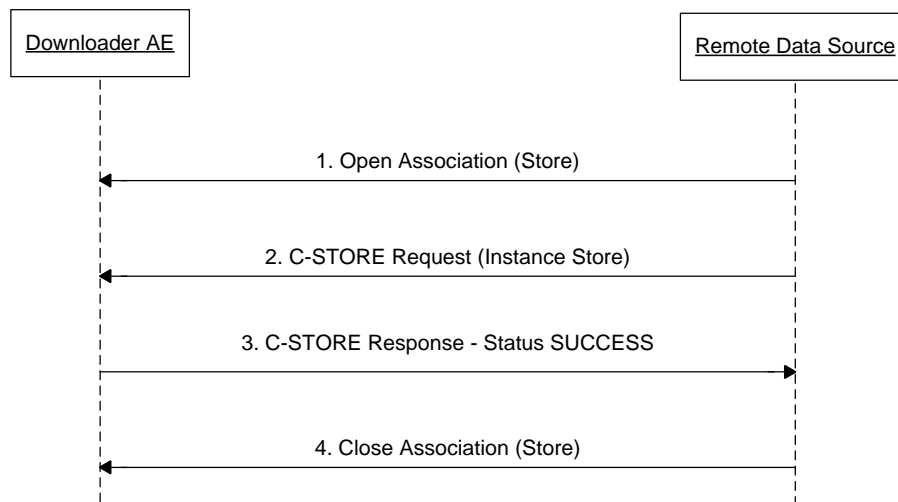 Downloader AE
Remote Data Source
1. Open Association (Store)
2. C-STORE Request (Instance Store)
3. C-STORE Response - Status SUCCESS
4. Close Association (Store)